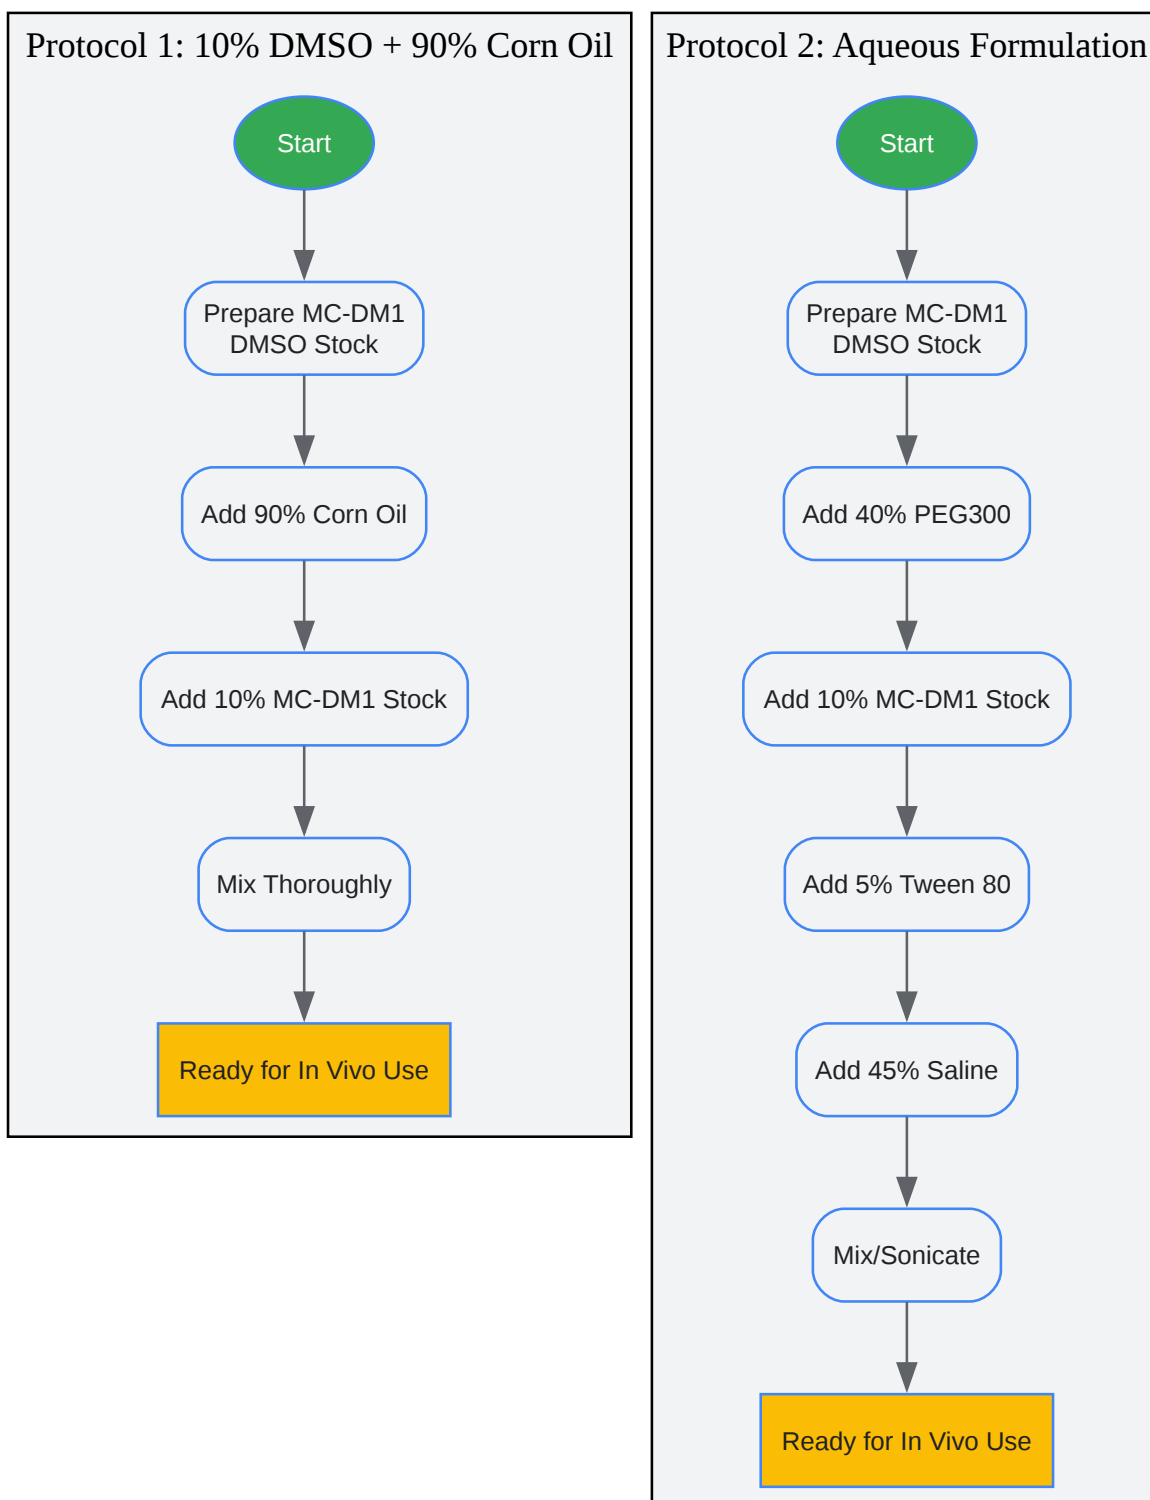 Protocol 1: 10% DMSO + 90% Corn Oil
Start
Prepare MC-DM1
DMSO Stock
Add 90% Corn Oil
Add 10% MC-DM1 Stock
Mix Thoroughly
Ready for In Vivo Use
Protocol 2: Aqueous Formulation
Start
Prepare MC-DM1
DMSO Stock
Add 40% PEG300
Add 10% MC-DM1 Stock
Add 5% Tween 80
Add 45% Saline
Mix/Sonicate
Ready for In Vivo Use